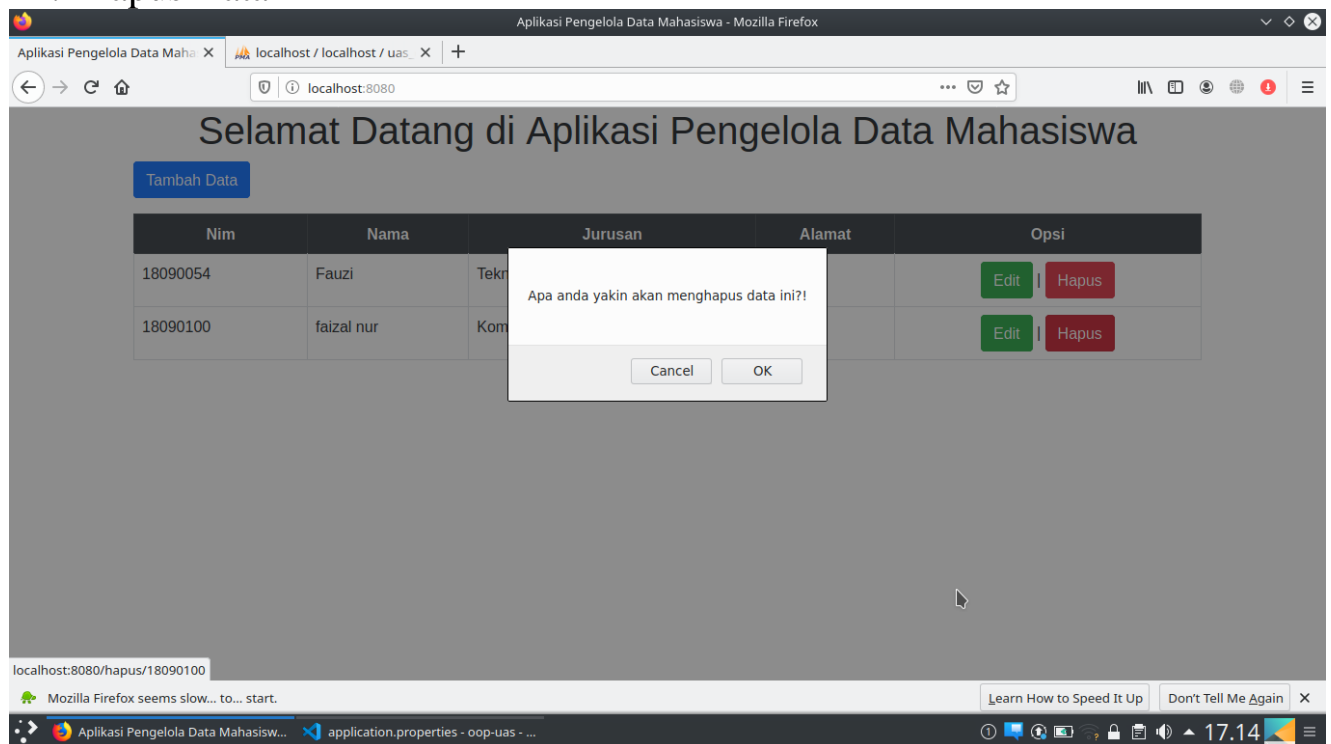 Aplikasi Pengelola Data Mahasiswa - Mozilla Firefox
Aplikasi Pengelola Data Maha
localhost / localhost / uas_
localhost:8080
Selamat Datang di Aplikasi Pengelola Data Mahasiswa
Tambah Data
Nim Nama Jurusan Alamat Opsi
18090054 Fauzi Tekn Edit | Hapus
Apa anda yakin akan menghapus data ini?!
18090100 faizal nur Kom Edit | Hapus
Cancel OK
localhost:8080/hapus/18090100
Mozilla Firefox seems slow... to... start. Learn How to Speed It Up Don't Tell Me Again
Aplikasi Pengelola Data Mahasisw... application.properties - oop-uas - ... 17.14